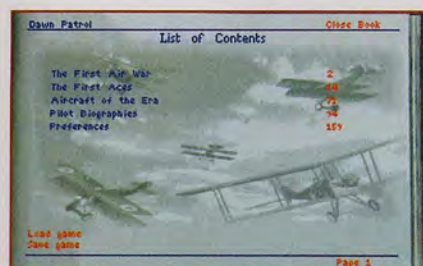 Dawn Patrol Close Book
List of Contents
The First Air War 2
The First Aces
Aircraft of the Era
Pilot Biographies
Preferences 159
Load game
Save game
Page 1